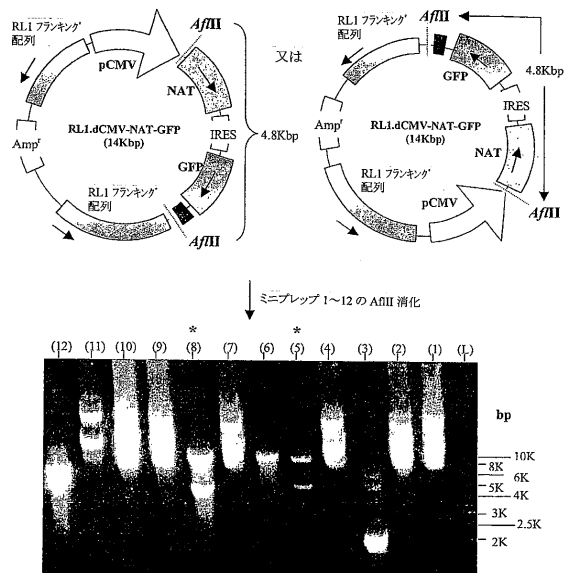 RL1 フランキング
配列
pCMV
AflII
NAT
IRES
GFP
Ampr
RL1.dCMV-NAT-GFP
(14Kbp)
4.8Kbp
RL1 フランキング
配列
AflII
又は
RL1 フランキング
配列
AflII
GFP
4.8Kbp
IRES
Ampr
RL1.dCMV-NAT-GFP
(14Kbp)
NAT
RL1 フランキング
配列
pCMV
AflII
ミニプレップ 1~12 の AflII 消化
* *
(12) (11) (10) (9) (8) (7) (6) (5) (4) (3) (2) (1) (L)
bp
10K
8K
6K
5K
4K
3K
2.5K
2K